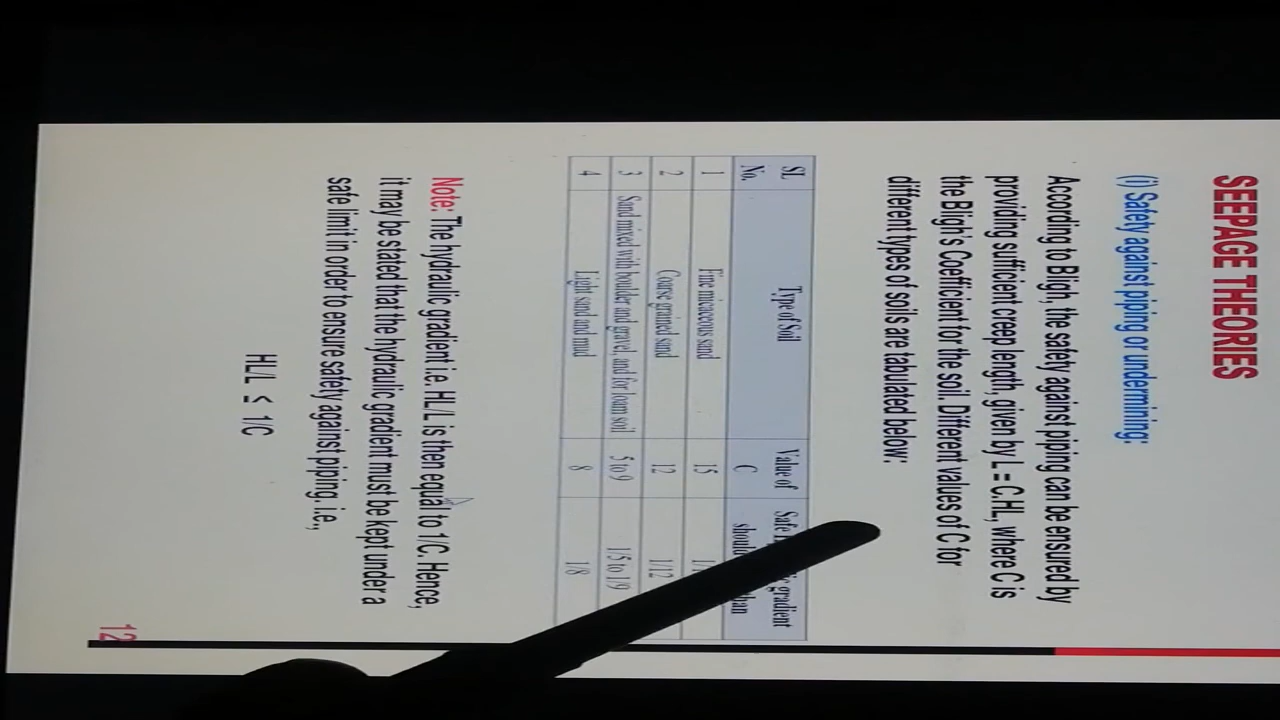 SEEPAGE THEORIES
(i) Safety against piping or undermining:
According to Bligh, the safety against piping can be ensured by
providing sufficient creep length, given by L = C.HL, where C is
the Bligh's Coefficient for the soil. Different values of C for
different types of soils are tabulated below:
SL No. Type of Soil Value of C Safe gradient should than
1 Fine micaceous sand 15
2 Coarse grained sand 12 1/12
3 Sand mixed with boulder and gravel, and for loam soil 5 to 9 1/5 to 1/9
4 Light sand and mud 8 1/8
Note: The hydraulic gradient i.e. HL/L is then equal to 1/C. Hence,
it may be stated that the hydraulic gradient must be kept under a
safe limit in order to ensure safety against piping. i.e.,
HL/L ≤ 1/C
12